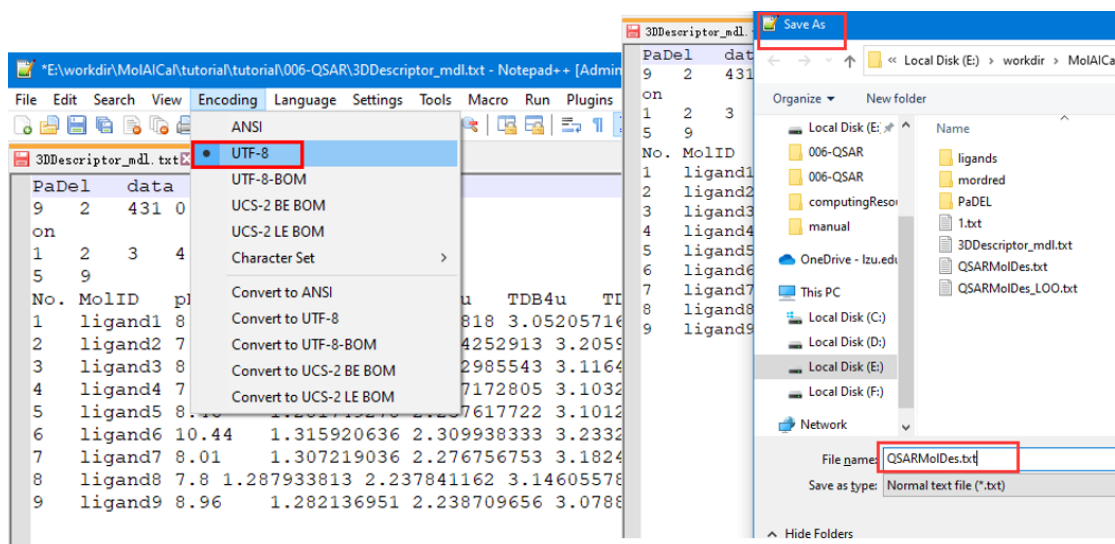 *E:\workdir\MolAICal\tutorial\tutorial\006-QSAR\3DDescriptor_mdl.txt - Notepad++ [Admin
File Edit Search View Encoding Language Settings Tools Macro Run Plugins
ANSI
UTF-8
UTF-8-BOM
UCS-2 BE BOM
UCS-2 LE BOM
Character Set
Convert to ANSI
Convert to UTF-8
Convert to UTF-8-BOM
Convert to UCS-2 BE BOM
Convert to UCS-2 LE BOM
3DDescriptor_mdl.txt
PaDel data
9 2 431 0
on
1 2 3 4
5 9
No. MolID TDB4u
1 ligand1 8 818 3.05205716
2 ligand2 7 4252913 3.2059
3 ligand3 8 2985543 3.1164
4 ligand4 7 7172805 3.1032
5 ligand5 3.1012
6 ligand6 10.44 1.315920636 2.309938333 3.2332
7 ligand7 8.01 1.307219036 2.276756753 3.1824
8 ligand8 7.8 1.287933813 2.237841162 3.14605578
9 ligand9 8.96 1.282136951 2.238709656 3.0788
3DDescriptor_mdl.
PaDel dat
9 2 431
on
1 2 3
5 9
No. MolID
1 ligand1
2 ligand2
3 ligand3
4 ligand4
5 ligand5
6 ligand6
7 ligand7
8 ligand8
9 ligand9
Save As
« Local Disk (E:) > workdir > MolAICa
Organize New folder
Local Disk (E:
006-QSAR
006-QSAR
computingResou
manual
OneDrive - lzu.edu
This PC
Local Disk (C:)
Local Disk (D:)
Local Disk (E:)
Local Disk (F:)
Network
Name
ligands
mordred
PaDEL
1.txt
3DDescriptor_mdl.txt
QSARMolDes.txt
QSARMolDes_LOO.txt
File name: QSARMolDes.txt
Save as type: Normal text file (*.txt)
Hide Folders